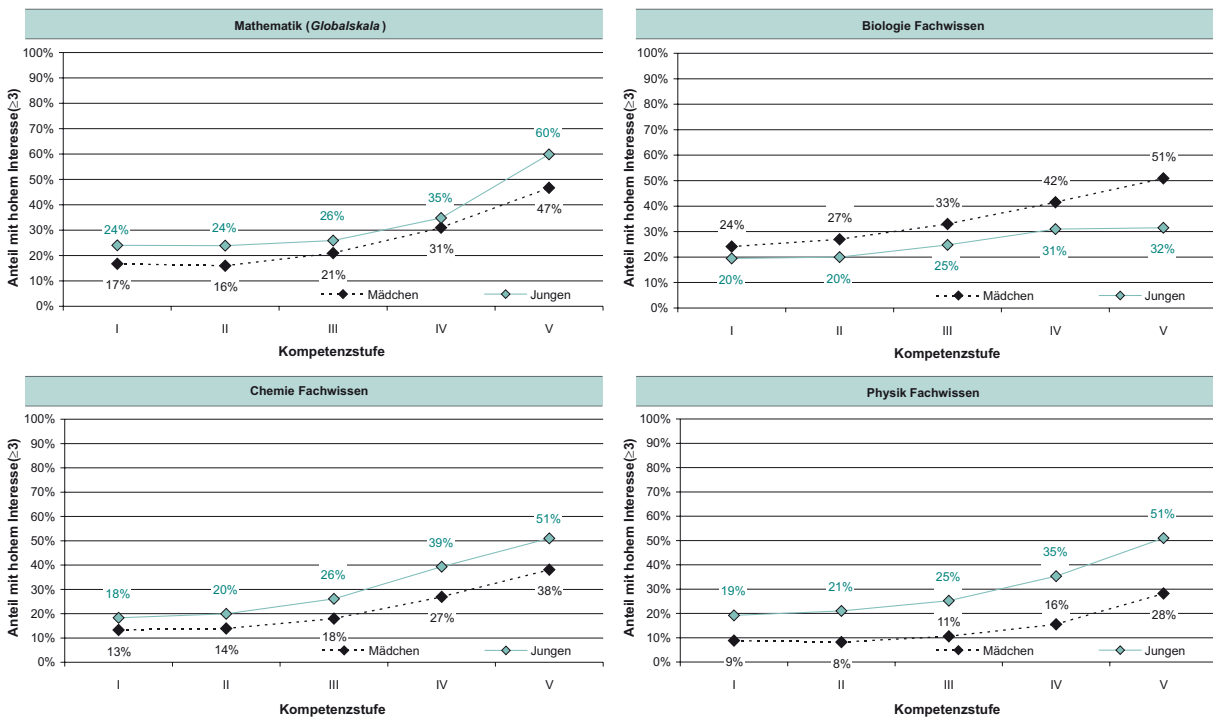 Mathematik (Globalskala)
Anteil mit hohem Interesse(≥3)
100%
90%
80%
70%
60%
50%
40%
30%
20%
10%
0%
24%
24%
26%
35%
60%
17%
16%
21%
31%
47%
Mädchen
Jungen
I
II
III
IV
V
Kompetenzstufe
Biologie Fachwissen
Anteil mit hohem Interesse(≥3)
100%
90%
80%
70%
60%
50%
40%
30%
20%
10%
0%
24%
27%
33%
42%
51%
20%
20%
25%
31%
32%
Mädchen
Jungen
I
II
III
IV
V
Kompetenzstufe
Chemie Fachwissen
Anteil mit hohem Interesse(≥3)
100%
90%
80%
70%
60%
50%
40%
30%
20%
10%
0%
18%
20%
26%
39%
51%
13%
14%
18%
27%
38%
Mädchen
Jungen
I
II
III
IV
V
Kompetenzstufe
Physik Fachwissen
Anteil mit hohem Interesse(≥3)
100%
90%
80%
70%
60%
50%
40%
30%
20%
10%
0%
19%
21%
25%
35%
51%
9%
8%
11%
16%
28%
Mädchen
Jungen
I
II
III
IV
V
Kompetenzstufe